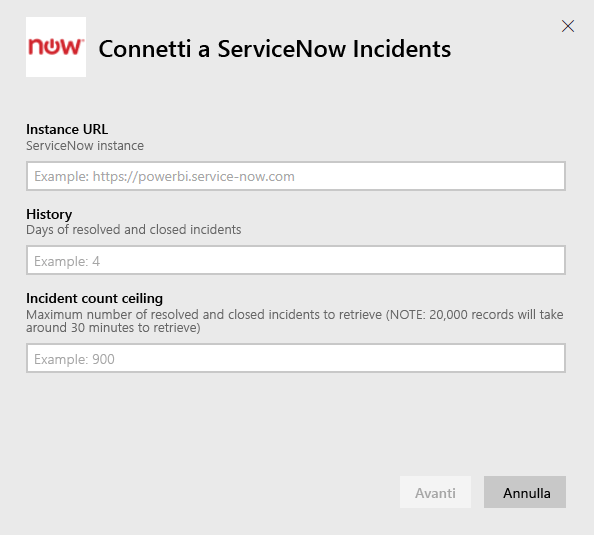 now
Connetti a ServiceNow Incidents
Instance URL
ServiceNow instance
Example: https://powerbi.service-now.com
History
Days of resolved and closed incidents
Example: 4
Incident count ceiling
Maximum number of resolved and closed incidents to retrieve (NOTE: 20,000 records will take
around 30 minutes to retrieve)
Example: 900
Avanti
Annulla